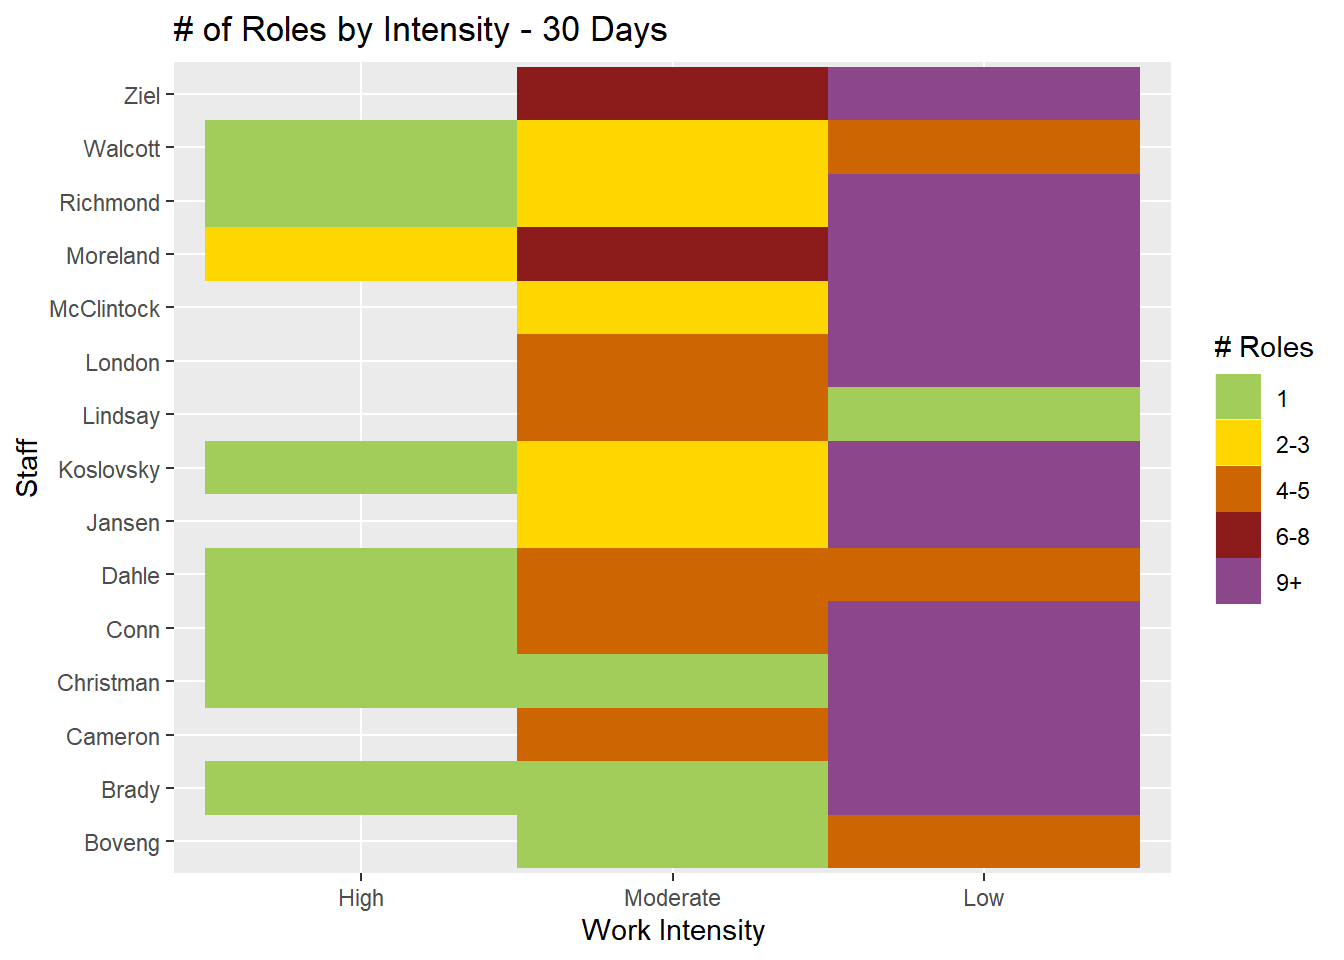 # of Roles by Intensity - 30 Days
Ziel
Walcott
Richmond
Moreland
McClintock
London
Lindsay
Koslovsky
Jansen
Dahle
Conn
Christman
Cameron
Brady
Boveng
Staff
High
Moderate
Low
Work Intensity
# Roles
1
2-3
4-5
6-8
9+